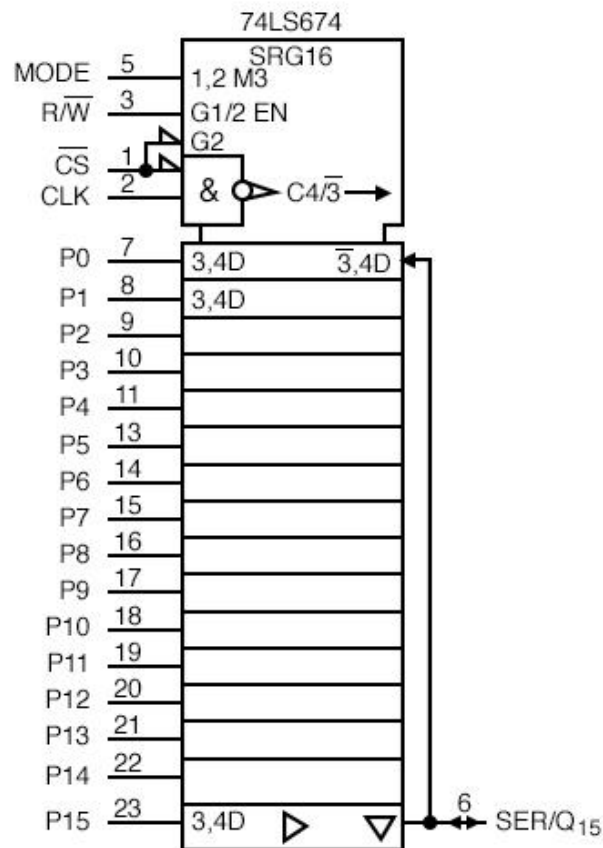 74LS674
SRG16
MODE 5 1,2 M3
R/W̅ 3 G1/2 EN
G2
C̅S̅ 1
CLK 2 & C4/3̅
P0 7 3,4D 3̅,4D
P1 8 3,4D
P2 9
P3 10
P4 11
P5 13
P6 14
P7 15
P8 16
P9 17
P10 18
P11 19
P12 20
P13 21
P14 22
P15 23 3,4D 6 SER/Q15